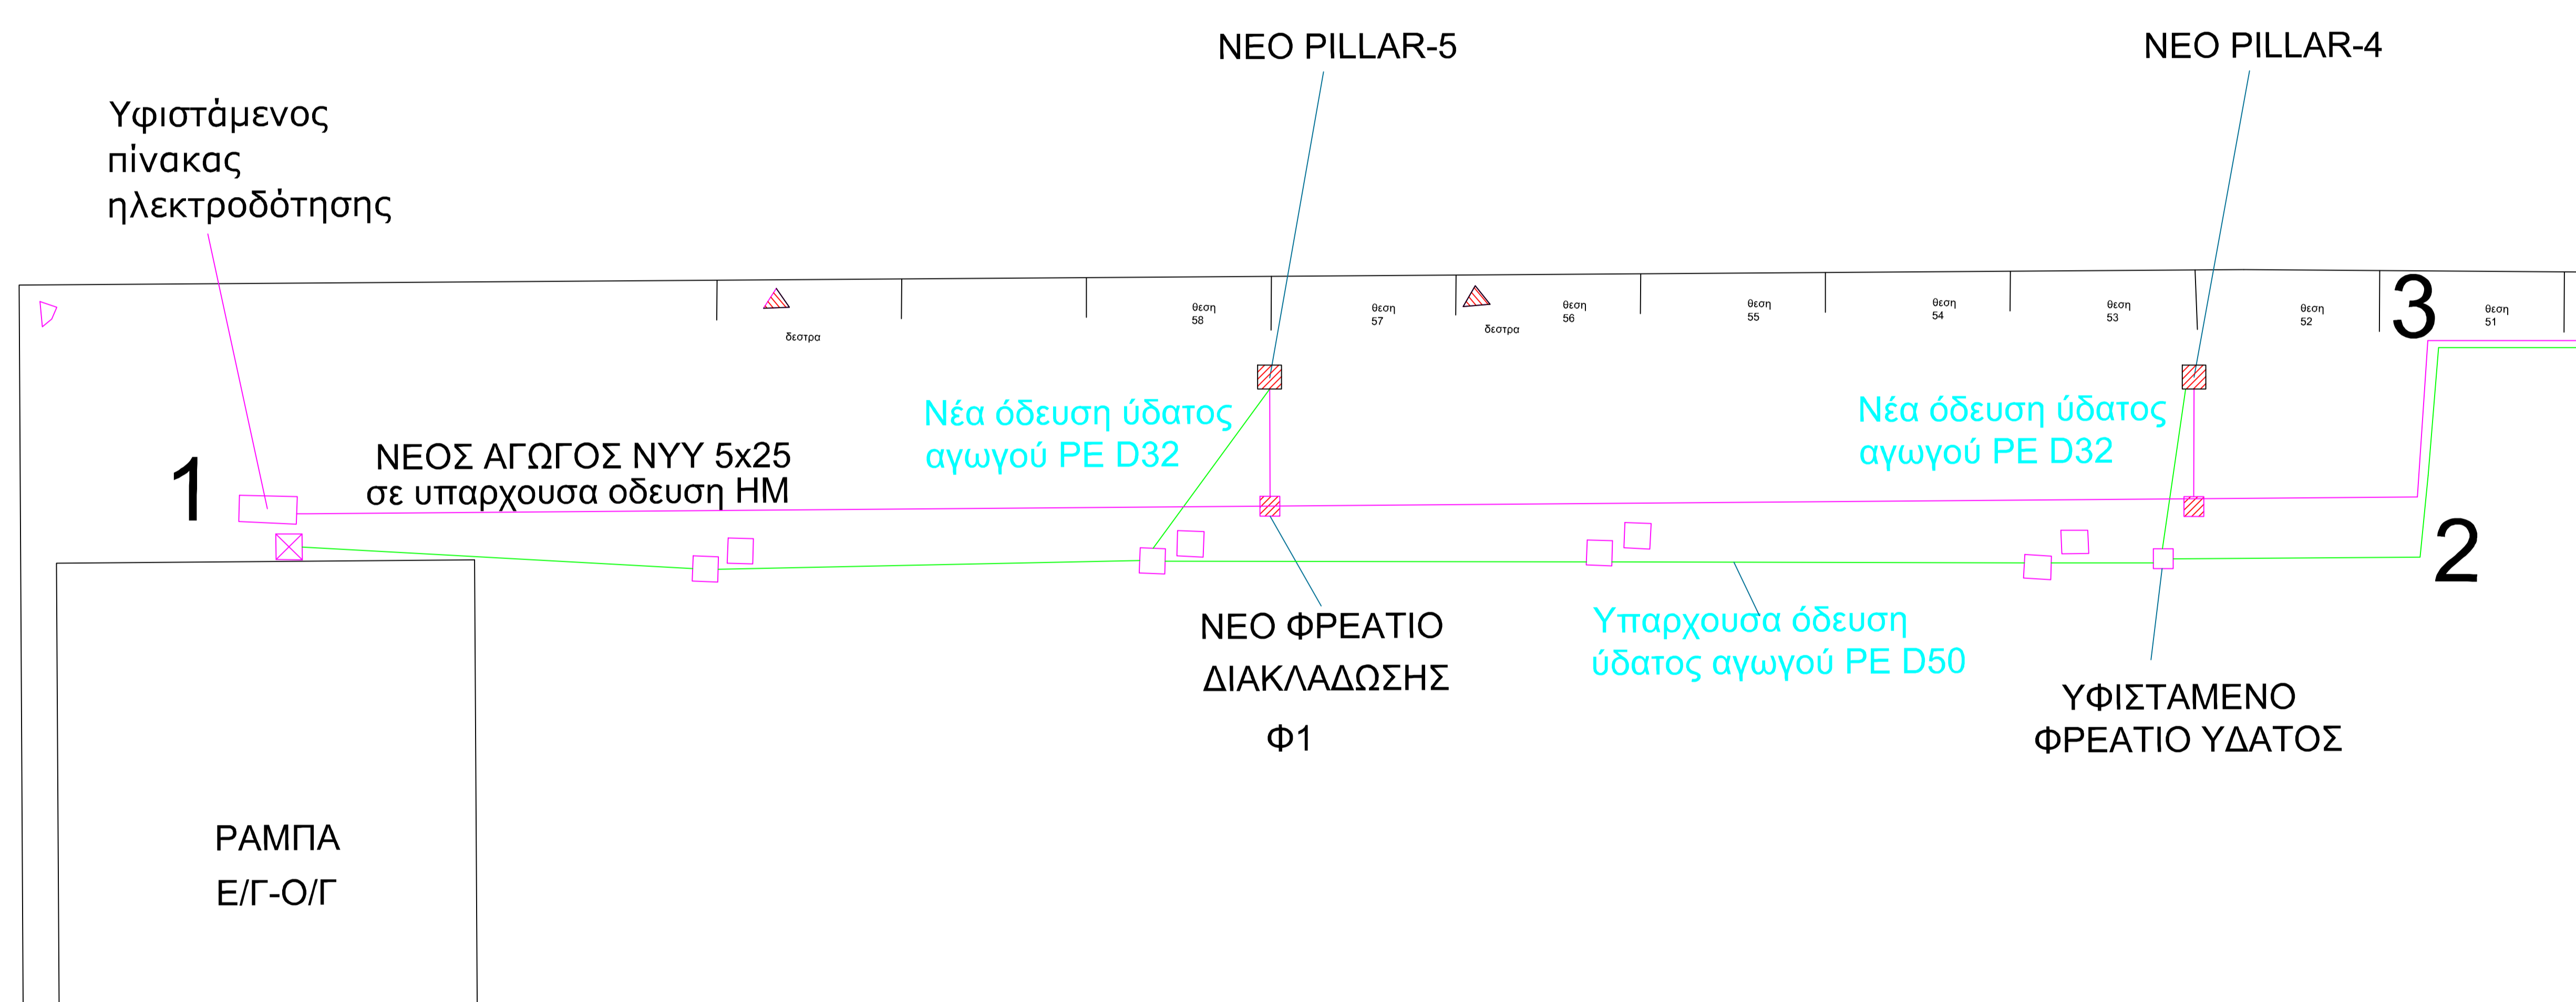 ΝΕΟ PILLAR-5
ΝΕΟ PILLAR-4
Υφιστάμενος
πίνακας
ηλεκτροδότησης
3
θεση
58
θεση
57
θεση
56
θεση
55
θεση
54
θεση
53
θεση
52
θεση
51
δεστρα
δεστρα
Νέα όδευση ύδατος
αγωγού PE D32
Νέα όδευση ύδατος
αγωγού PE D32
1
ΝΕΟΣ ΑΓΩΓΟΣ ΝΥΥ 5x25
σε υπαρχουσα οδευση ΗΜ
2
ΝΕΟ ΦΡΕΑΤΙΟ
ΔΙΑΚΛΑΔΩΣΗΣ
Φ1
Υπαρχουσα όδευση
ύδατος αγωγού PE D50
ΥΦΙΣΤΑΜΕΝΟ
ΦΡΕΑΤΙΟ ΥΔΑΤΟΣ
ΡΑΜΠΑ
Ε/Γ-Ο/Γ